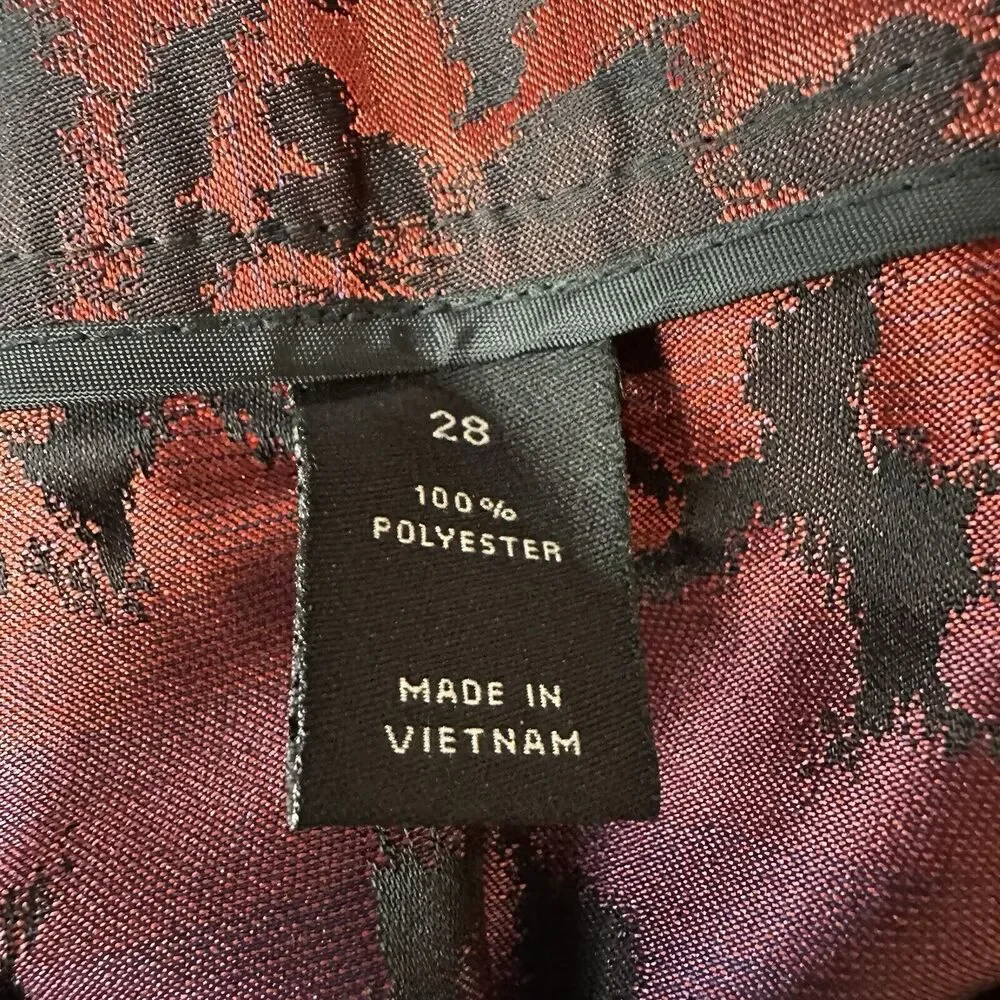 28
100%
POLYESTER
MADE IN
VIETNAM